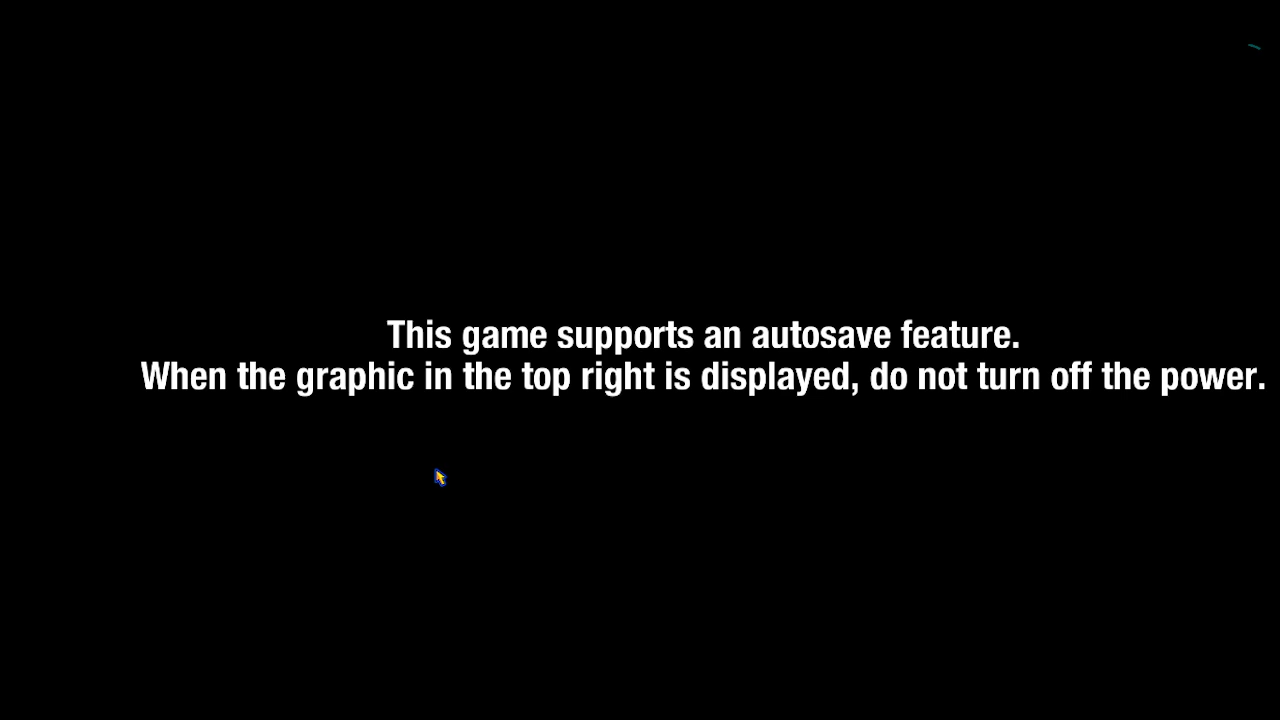 This game supports an autosave feature.
When the graphic in the top right is displayed, do not turn off the power.